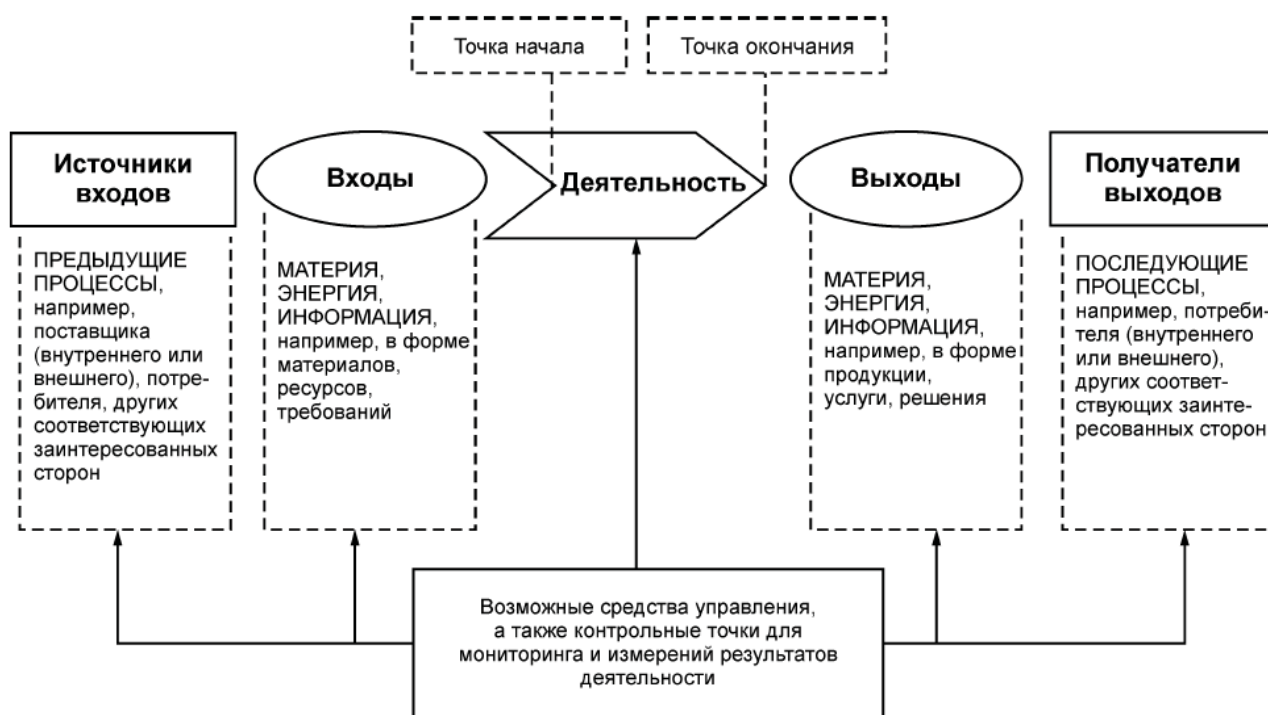 Точка начала
Точка окончания
Источники
входов
Входы
Деятельность
Выходы
Получатели
выходов
ПРЕДЫДУЩИЕ
ПРОЦЕССЫ,
например,
поставщика
(внутреннего или
внешнего), потре-
бителя, других
соответствующих
заинтересованных
сторон
МАТЕРИЯ,
ЭНЕРГИЯ,
ИНФОРМАЦИЯ,
например, в форме
материалов,
ресурсов,
требований
МАТЕРИЯ,
ЭНЕРГИЯ,
ИНФОРМАЦИЯ,
например, в форме
продукции,
услуги, решения
ПОСЛЕДУЮЩИЕ
ПРОЦЕССЫ,
например, потреби-
теля (внутреннего
или внешнего),
других соответ-
ствующих заинте-
ресованных сторон
Возможные средства управления,
а также контрольные точки для
мониторинга и измерений результатов
деятельности